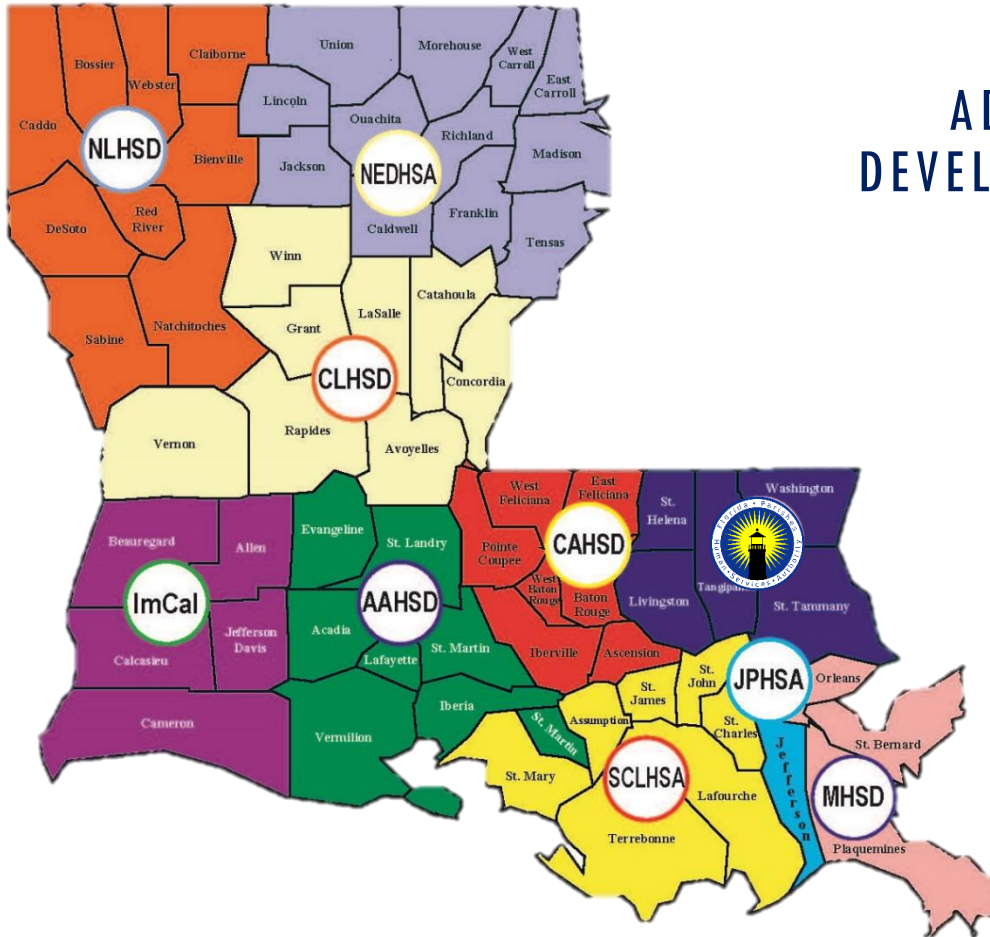 AD
DEVEL
Union
Morehouse
West
Carroll
East
Carroll
Claiborne
Bossier
Webster
Lincoln
Caddo
Ouachita
Richland
NLHSD
Bienville
Jackson
NEDHSA
Madison
Red
River
DeSoto
Caldwell
Franklin
Tensas
Winn
Catahoula
LaSalle
Grant
Natchitoches
Sabine
CLHSD
Concordia
Rapides
Vernon
Avoyelles
West
Feliciana
East
Feliciana
St.
Helena
Washington
Florida Parishes
Human Services Authority
Evangeline
St. Landry
Beauregard
Allen
Pointe
Coupee
CAHSD
West
Baton
Rouge
Baton
Rouge
Livingston
St. Tammany
ImCal
AAHSD
Acadia
Jefferson
Davis
Calcasieu
Lafayette
St. Martin
Iberville
Ascension
St.
John
JPHSA
Orleans
St.
James
Cameron
Vermilion
Iberia
St. Martin
Assumption
St.
Charles
Jefferson
St. Bernard
St. Mary
SCLHSA
Lafourche
MHSD
Terrebonne
Plaquemines